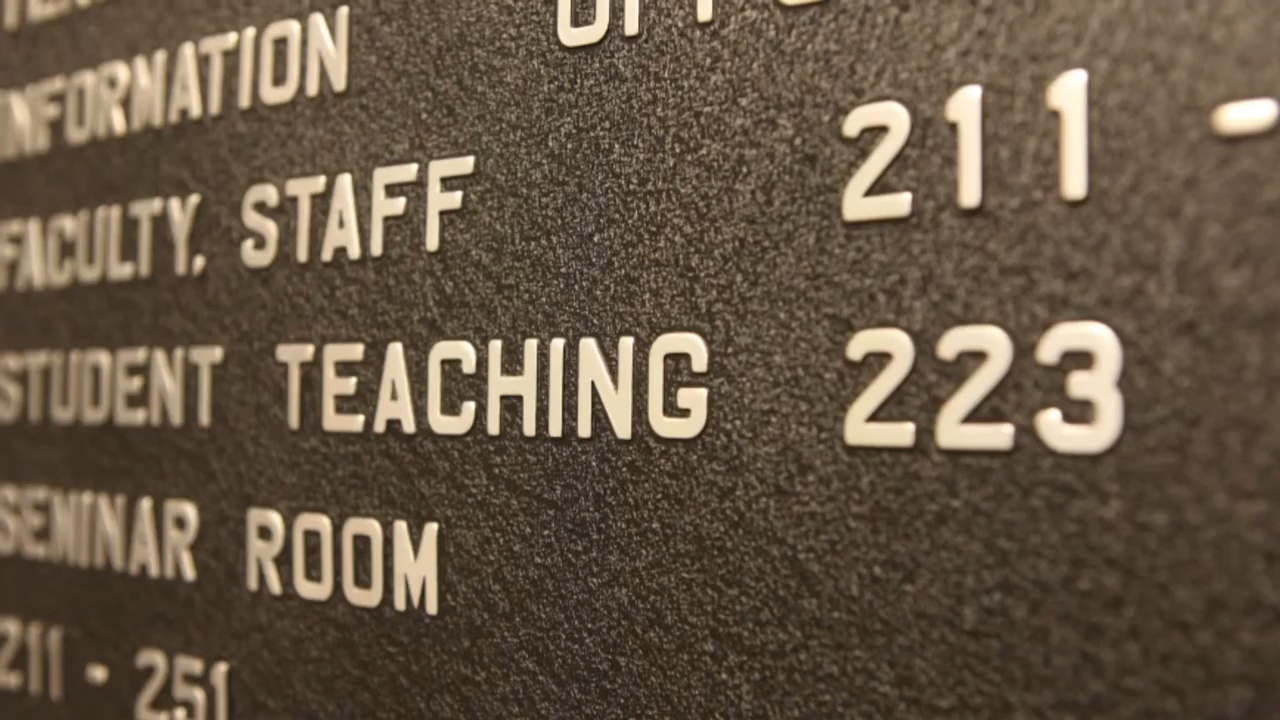 INFORMATION
FACULTY, STAFF 211 -
STUDENT TEACHING 223
SEMINAR ROOM
211 - 251